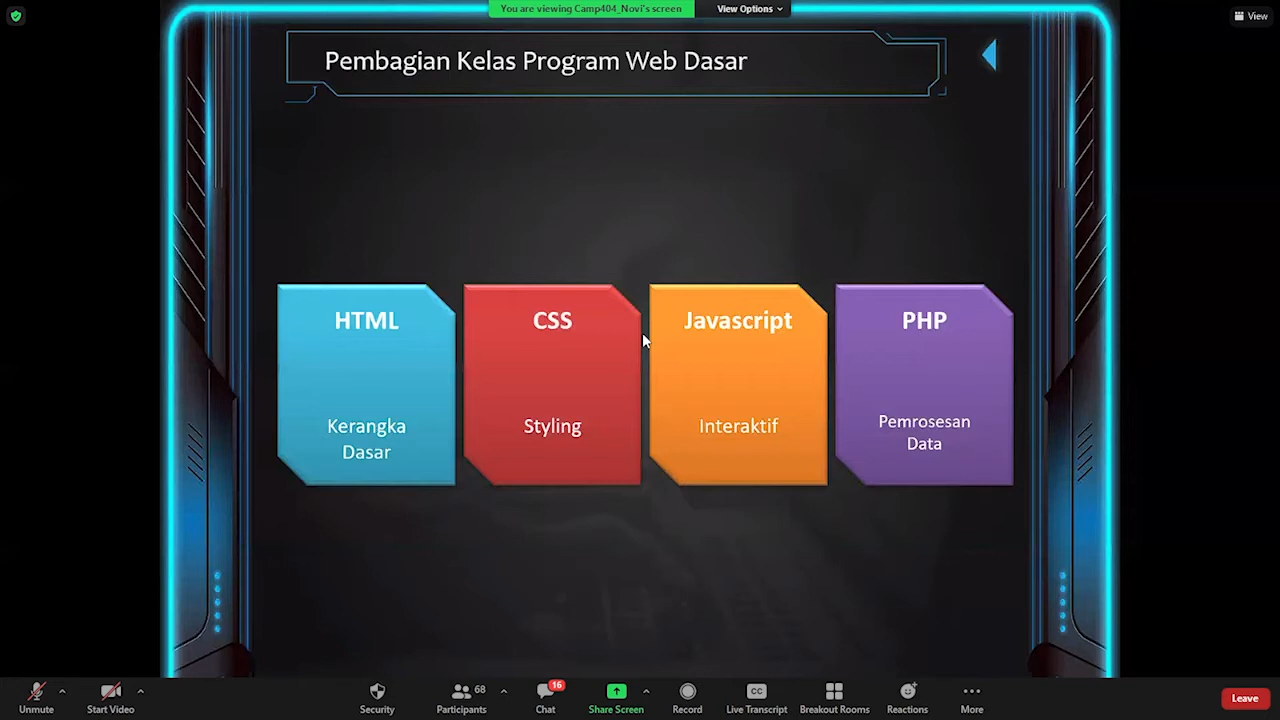 You are viewing Camp404_Novi's screen
View Options
View
Pembagian Kelas Program Web Dasar
HTML
Kerangka
Dasar
CSS
Styling
Javascript
Interaktif
PHP
Pemrosesan
Data
Unmute
Start Video
Security
68
Participants
16
Chat
Share Screen
Record
CC
Live Transcript
Breakout Rooms
Reactions
More
Leave